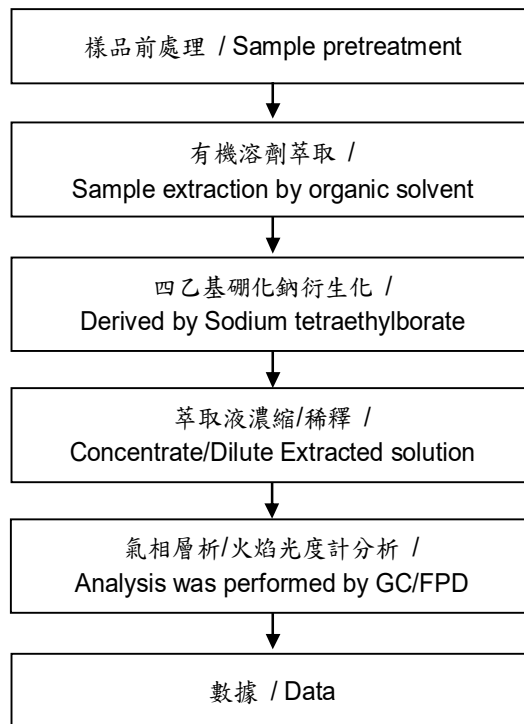 樣品前處理 / Sample pretreatment
有機溶劑萃取 /
Sample extraction by organic solvent
四乙基硼化鈉衍生化 /
Derived by Sodium tetraethylborate
萃取液濃縮/稀釋 /
Concentrate/Dilute Extracted solution
氣相層析/火焰光度計分析 /
Analysis was performed by GC/FPD
數據 / Data